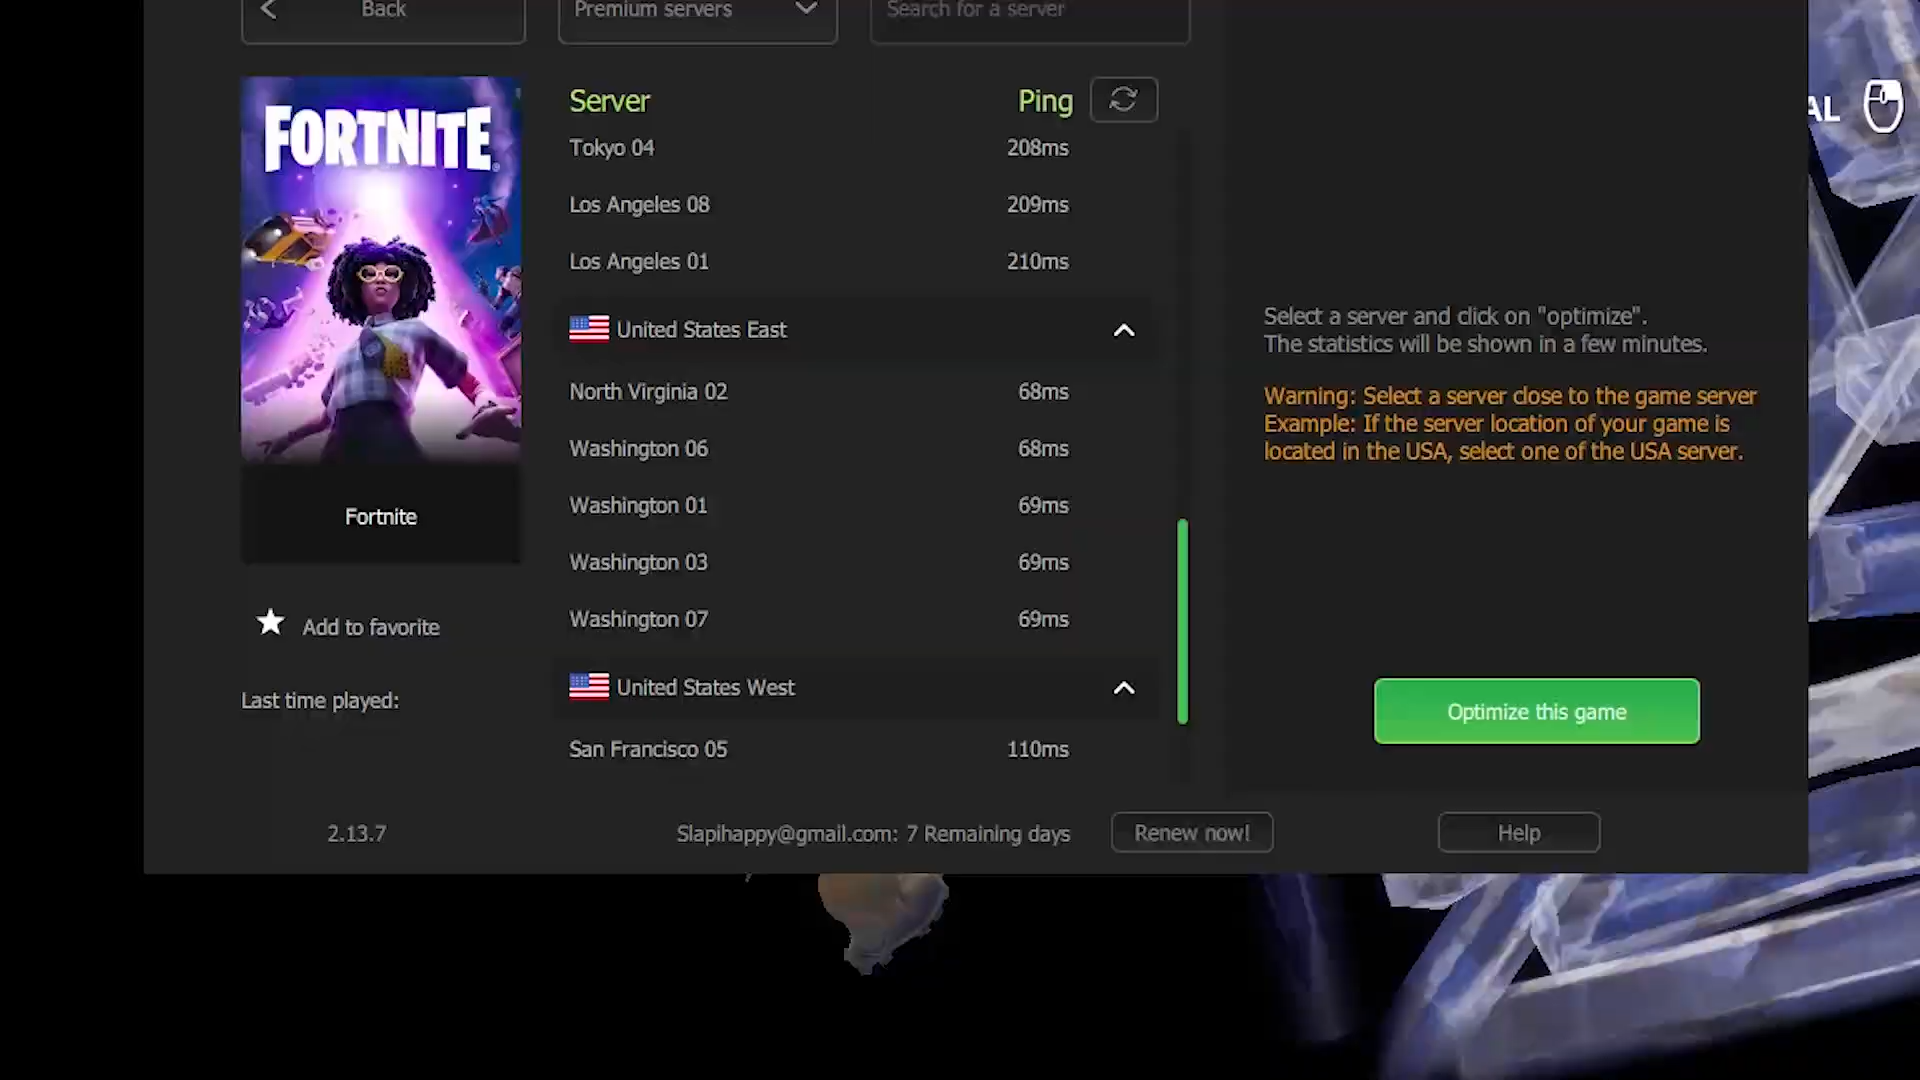 Back
Premium servers
Search for a server
FORTNITE
Server
Ping
Tokyo 04
208ms
Los Angeles 08
209ms
Los Angeles 01
210ms
United States East
North Virginia 02
68ms
Washington 06
68ms
Washington 01
69ms
Washington 03
69ms
Washington 07
69ms
United States West
San Francisco 05
110ms
Fortnite
Add to favorite
Last time played:
Select a server and click on "optimize".
The statistics will be shown in a few minutes.
Warning: Select a server close to the game server
Example: If the server location of your game is
located in the USA, select one of the USA server.
Optimize this game
2.13.7
Slapihappy@gmail.com: 7 Remaining days
Renew now!
Help
AL